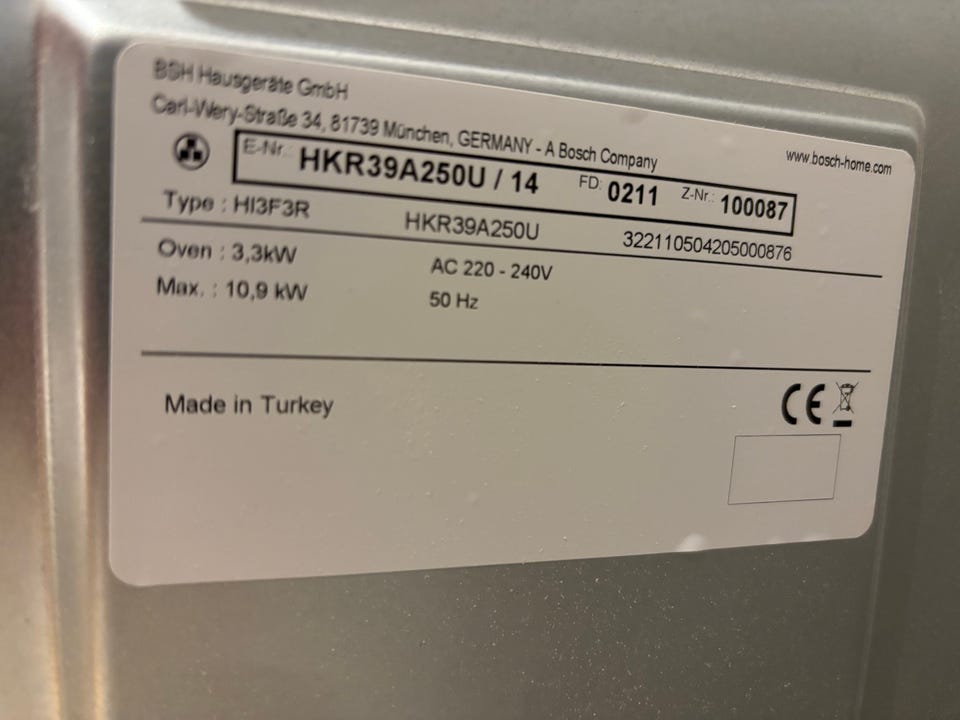 BSH Hausgeräte GmbH
Carl-Wery-Straße 34, 81739 München, GERMANY - A Bosch Company
www.bosch-home.com
E-Nr.: HKR39A250U / 14 FD: 0211 Z-Nr.: 100087
Type : HI3F3R HKR39A250U 322110504205000876
Oven : 3,3kW AC 220 - 240V
Max. : 10,9 kW 50 Hz
Made in Turkey
CE